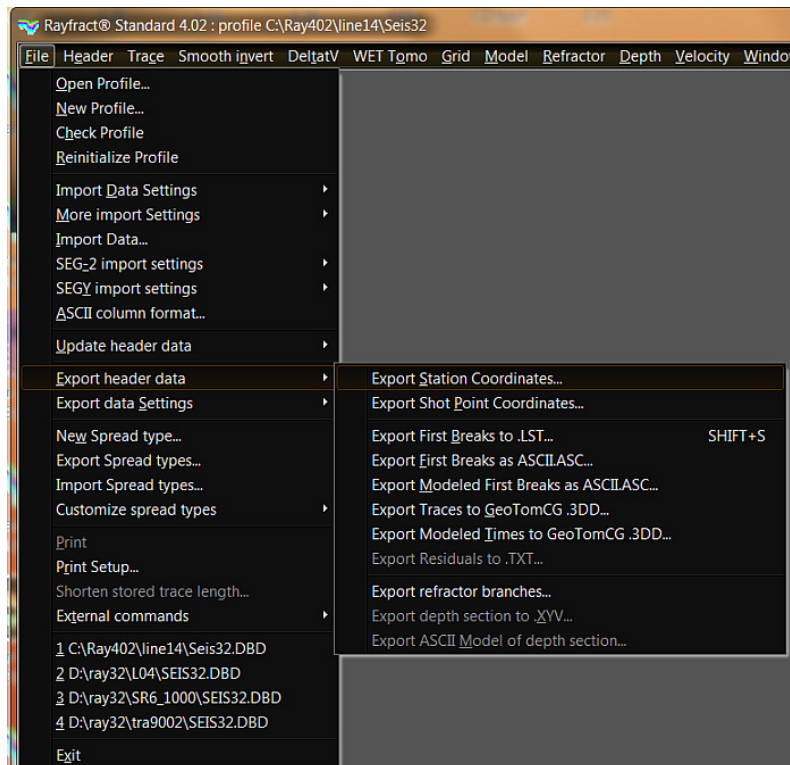 Rayfract® Standard 4.02 : profile C:\Ray402\line14\Seis32
File Header Trace Smooth invert DeltatV WET Tomo Grid Model Refractor Depth Velocity Windo
Open Profile...
New Profile...
Check Profile
Reinitialize Profile
Import Data Settings
More import Settings
Import Data...
SEG-2 import settings
SEGY import settings
ASCII column format...
Update header data
Export header data
Export data Settings
New Spread type...
Export Spread types...
Import Spread types...
Customize spread types
Print
Print Setup...
Shorten stored trace length...
External commands
1 C:\Ray402\line14\Seis32.DBD
2 D:\ray32\L04\SEIS32.DBD
3 D:\ray32\SR6_1000\SEIS32.DBD
4 D:\ray32\tra9002\SEIS32.DBD
Exit
Export Station Coordinates...
Export Shot Point Coordinates...
Export First Breaks to .LST... SHIFT+S
Export First Breaks as ASCII.ASC...
Export Modeled First Breaks as ASCII.ASC...
Export Traces to GeoTomCG .3DD...
Export Modeled Times to GeoTomCG .3DD...
Export Residuals to .TXT...
Export refractor branches...
Export depth section to .XYV...
Export ASCII Model of depth section...